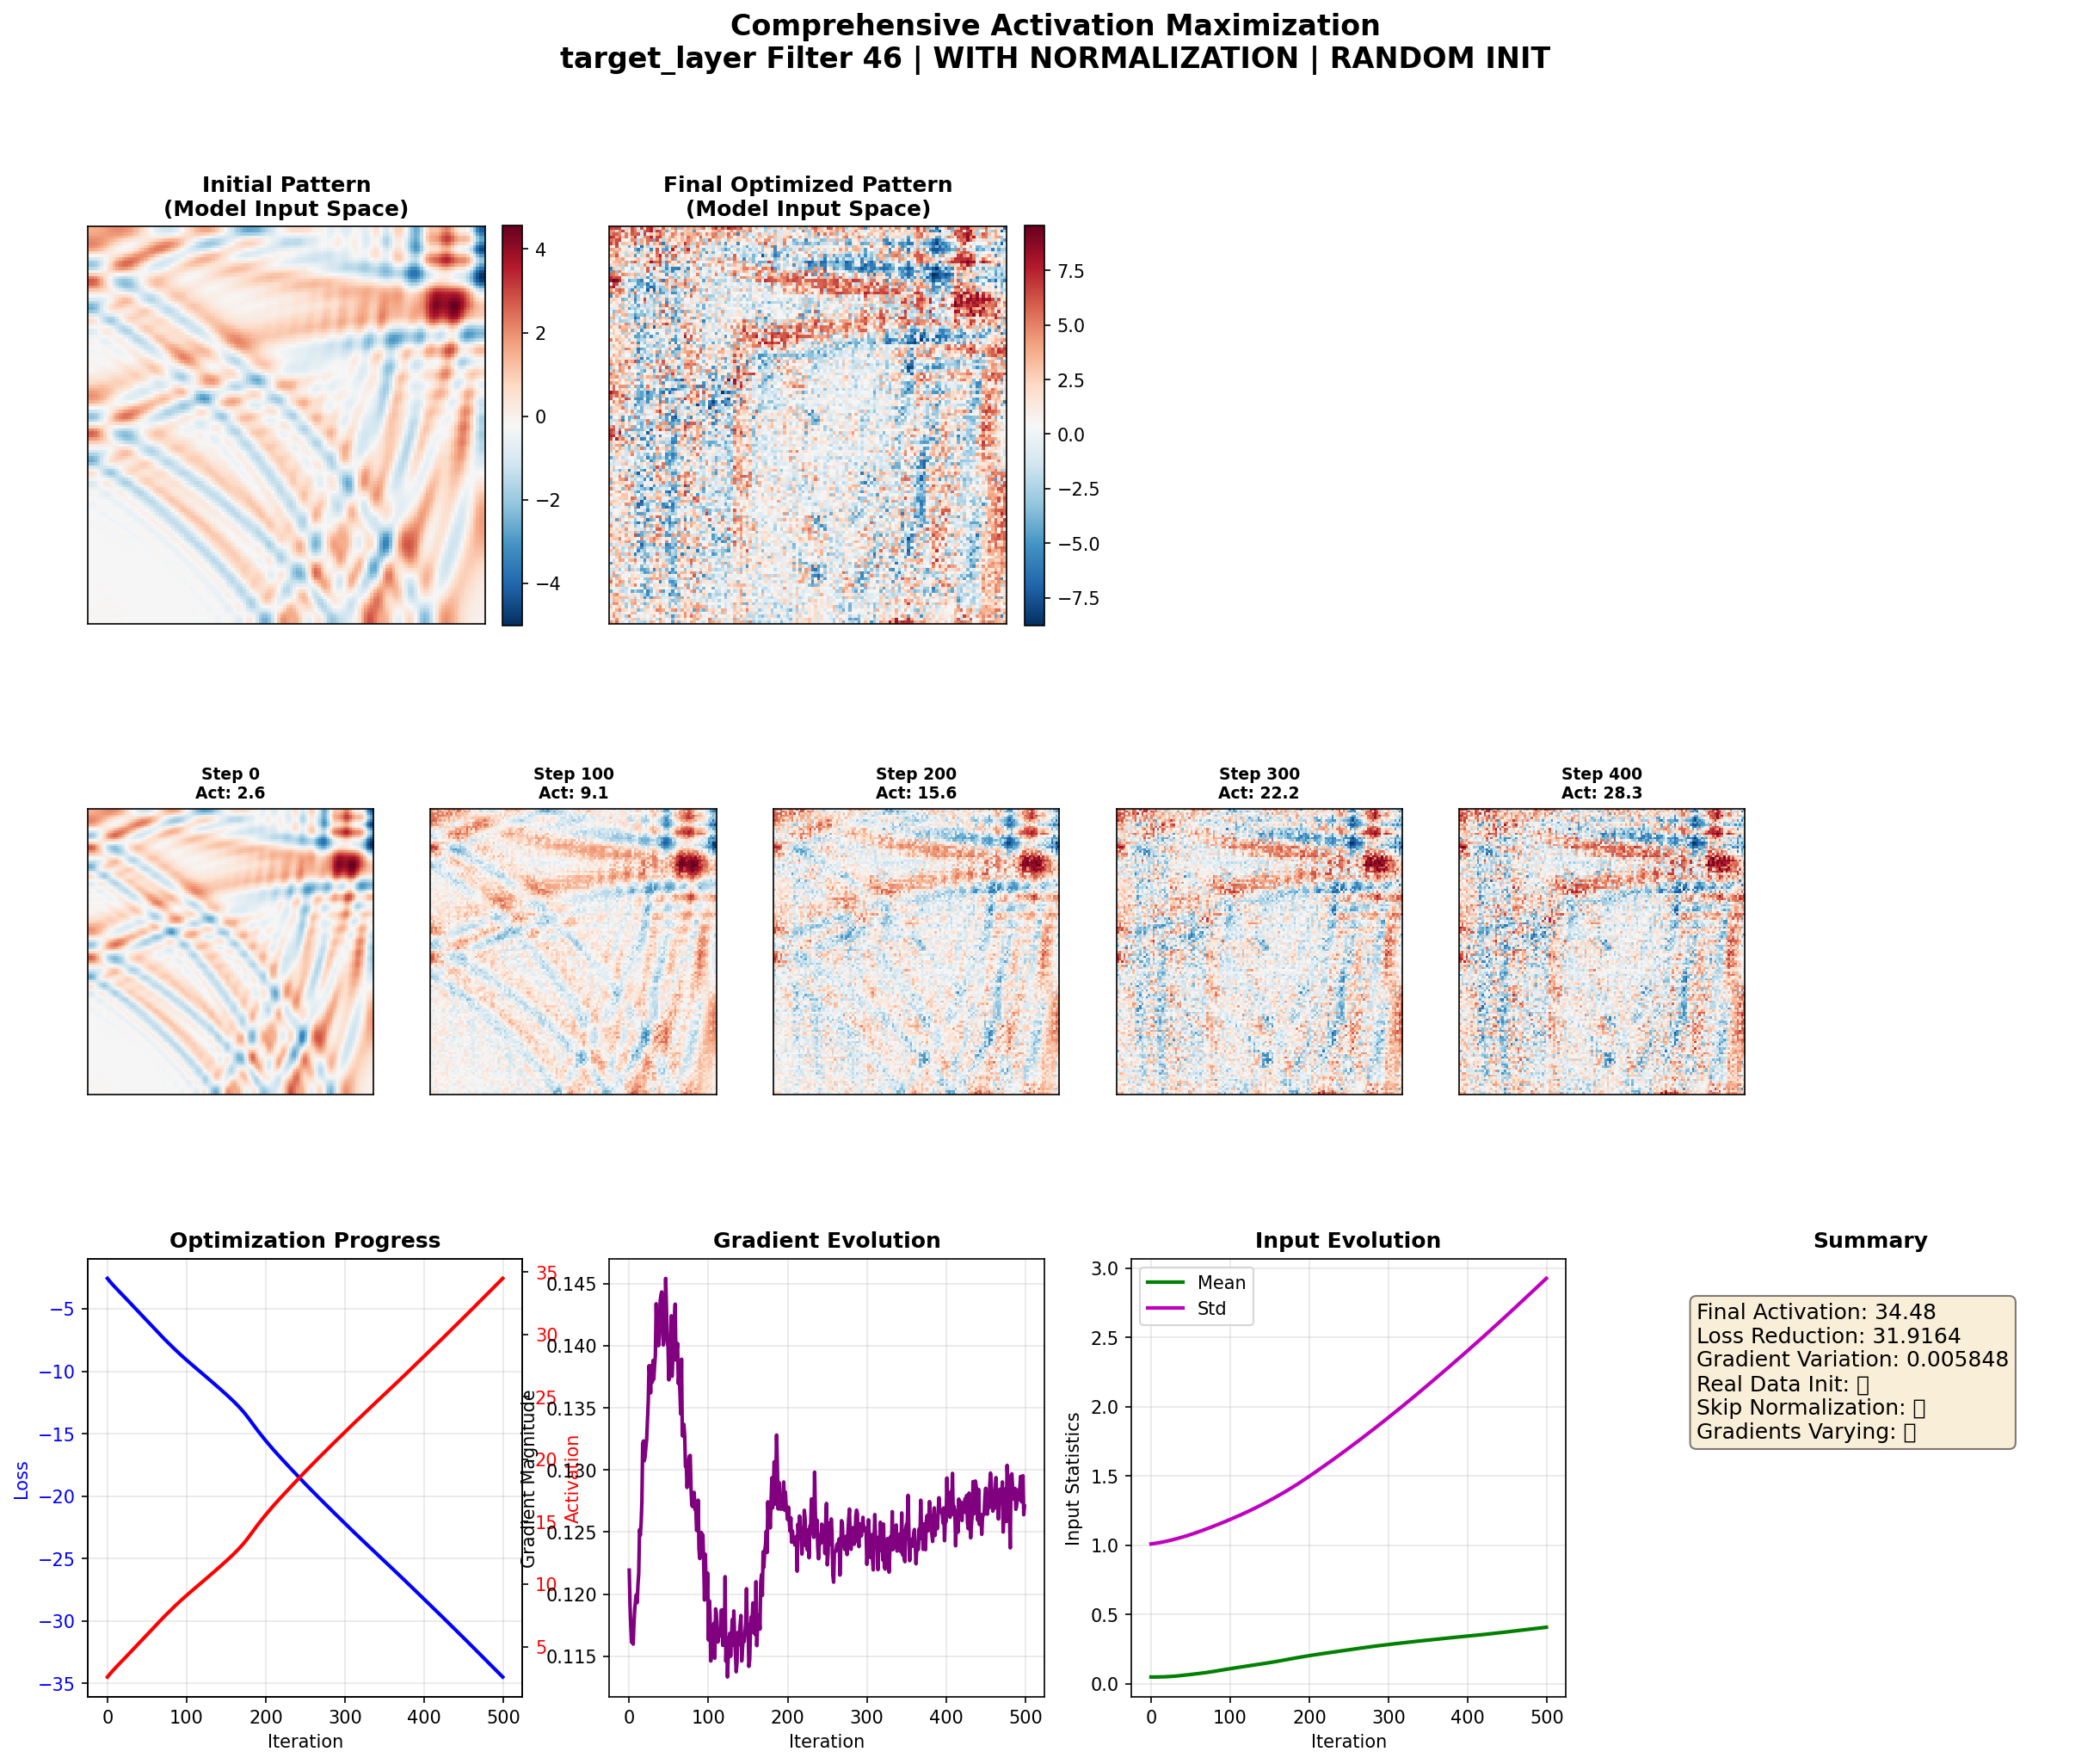 Comprehensive Activation Maximization
target_layer Filter 46 | WITH NORMALIZATION | RANDOM INIT
Initial Pattern
(Model Input Space)
4
2
0
−2
−4
Final Optimized Pattern
(Model Input Space)
7.5
5.0
2.5
0.0
−2.5
−5.0
−7.5
Step 0
Act: 2.6
Step 100
Act: 9.1
Step 200
Act: 15.6
Step 300
Act: 22.2
Step 400
Act: 28.3
Optimization Progress
Loss
−5
−10
−15
−20
−25
−30
−35
35
30
25
20
15
10
5
Activation
0 100 200 300 400 500
Iteration
Gradient Evolution
Gradient Magnitude
0.145
0.140
0.135
0.130
0.125
0.120
0.115
0 100 200 300 400 500
Iteration
Input Evolution
Mean
Std
Input Statistics
3.0
2.5
2.0
1.5
1.0
0.5
0.0
0 100 200 300 400 500
Iteration
Summary
Final Activation: 34.48
Loss Reduction: 31.9164
Gradient Variation: 0.005848
Real Data Init:
Skip Normalization:
Gradients Varying: